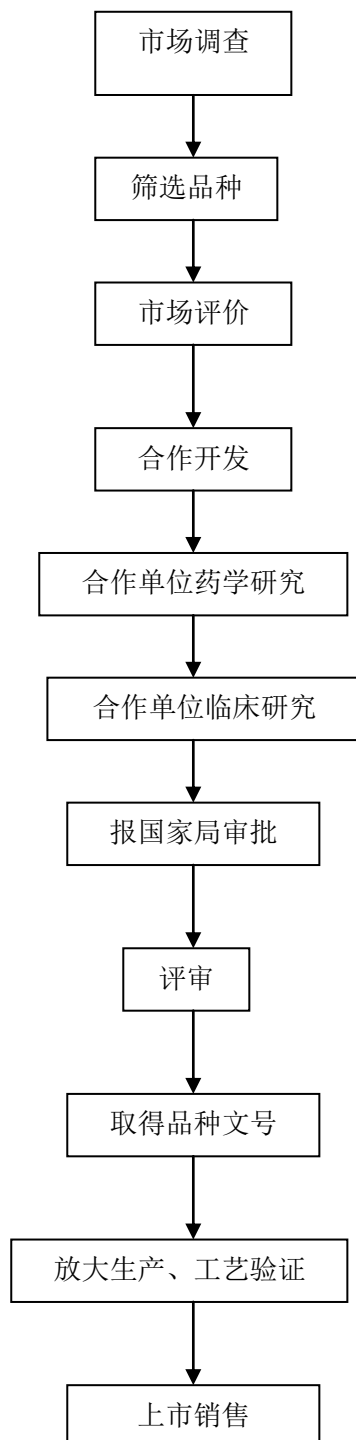 市场调查
筛选品种
市场评价
合作开发
合作单位药学研究
合作单位临床研究
报国家局审批
评审
取得品种文号
放大生产、工艺验证
上市销售